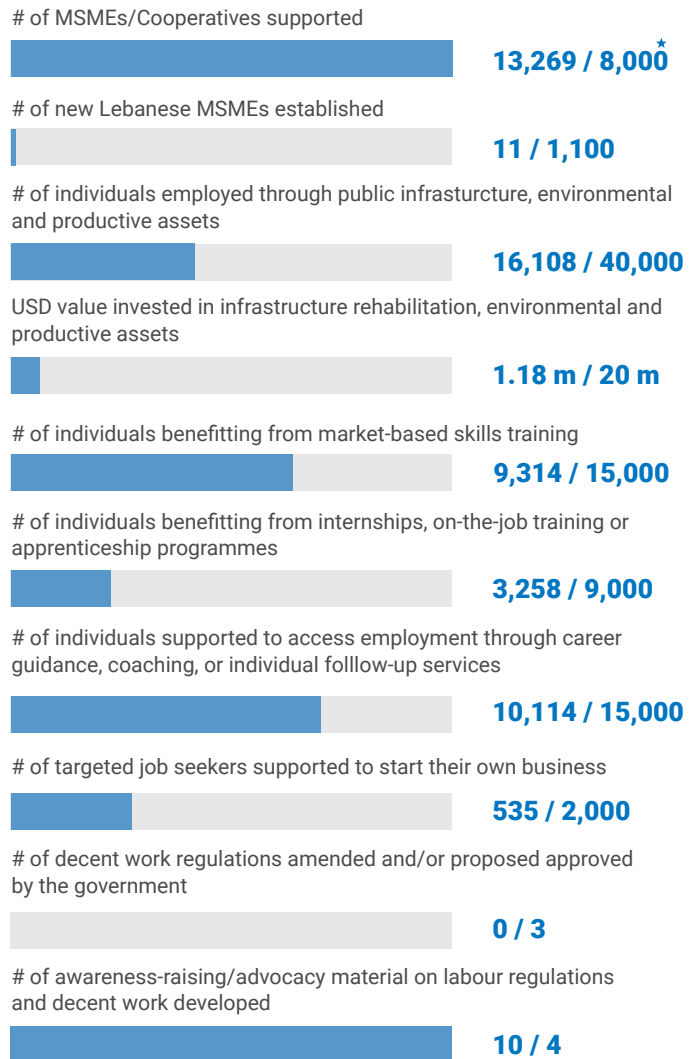 # of MSMEs/Cooperatives supported
13,269 / 8,000★
# of new Lebanese MSMEs established
11 / 1,100
# of individuals employed through public infrasturcture, environmental
and productive assets
16,108 / 40,000
USD value invested in infrastructure rehabilitation, environmental and
productive assets
1.18 m / 20 m
# of individuals benefitting from market-based skills training
9,314 / 15,000
# of individuals benefitting from internships, on-the-job training or
apprenticeship programmes
3,258 / 9,000
# of individuals supported to access employment through career
guidance, coaching, or individual folllow-up services
10,114 / 15,000
# of targeted job seekers supported to start their own business
535 / 2,000
# of decent work regulations amended and/or proposed approved
by the government
0 / 3
# of awareness-raising/advocacy material on labour regulations
and decent work developed
10 / 4